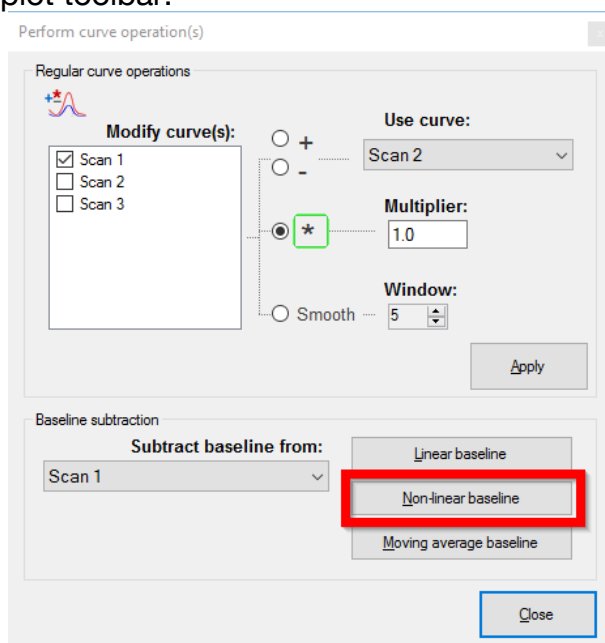 plot toolbar.
Perform curve operation(s)
x
Regular curve operations
Modify curve(s):
Scan 1
Scan 2
Scan 3
+
-
*
Smooth
Use curve:
Scan 2
Multiplier:
1.0
Window:
5
Apply
Baseline subtraction
Subtract baseline from:
Scan 1
Linear baseline
Non-linear baseline
Moving average baseline
Close